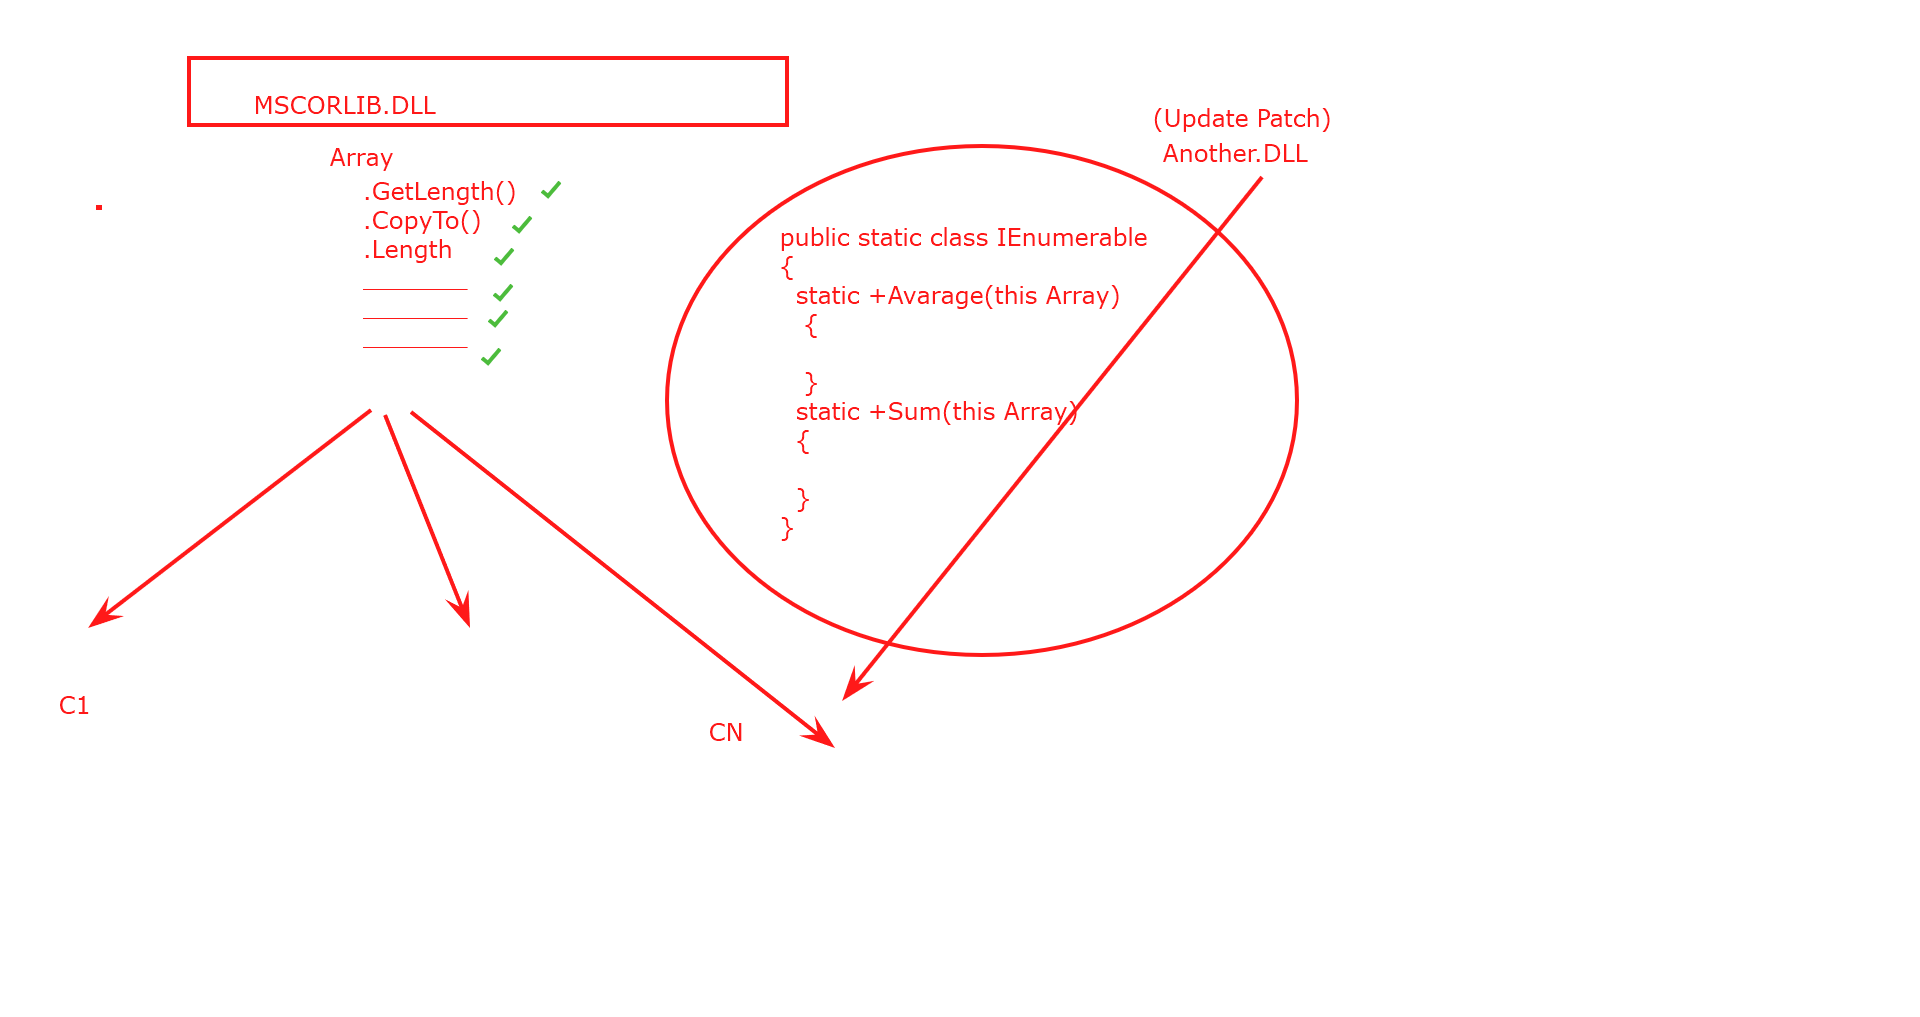 MSCORLIB.DLL
Array
.GetLength()
.CopyTo()
.Length
(Update Patch)
Another.DLL
public static class IEnumerable
{
static +Avarage(this Array)
{
}
static +Sum(this Array)
{
}
}
C1
CN